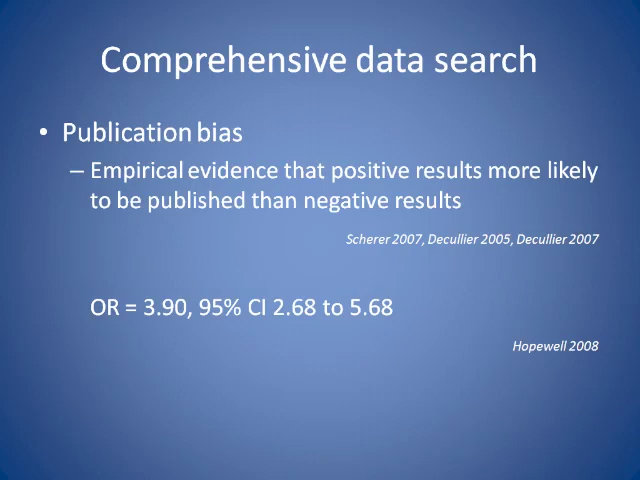 Comprehensive data search
• Publication bias
– Empirical evidence that positive results more likely
to be published than negative results
Scherer 2007, Decullier 2005, Decullier 2007
OR = 3.90, 95% CI 2.68 to 5.68
Hopewell 2008